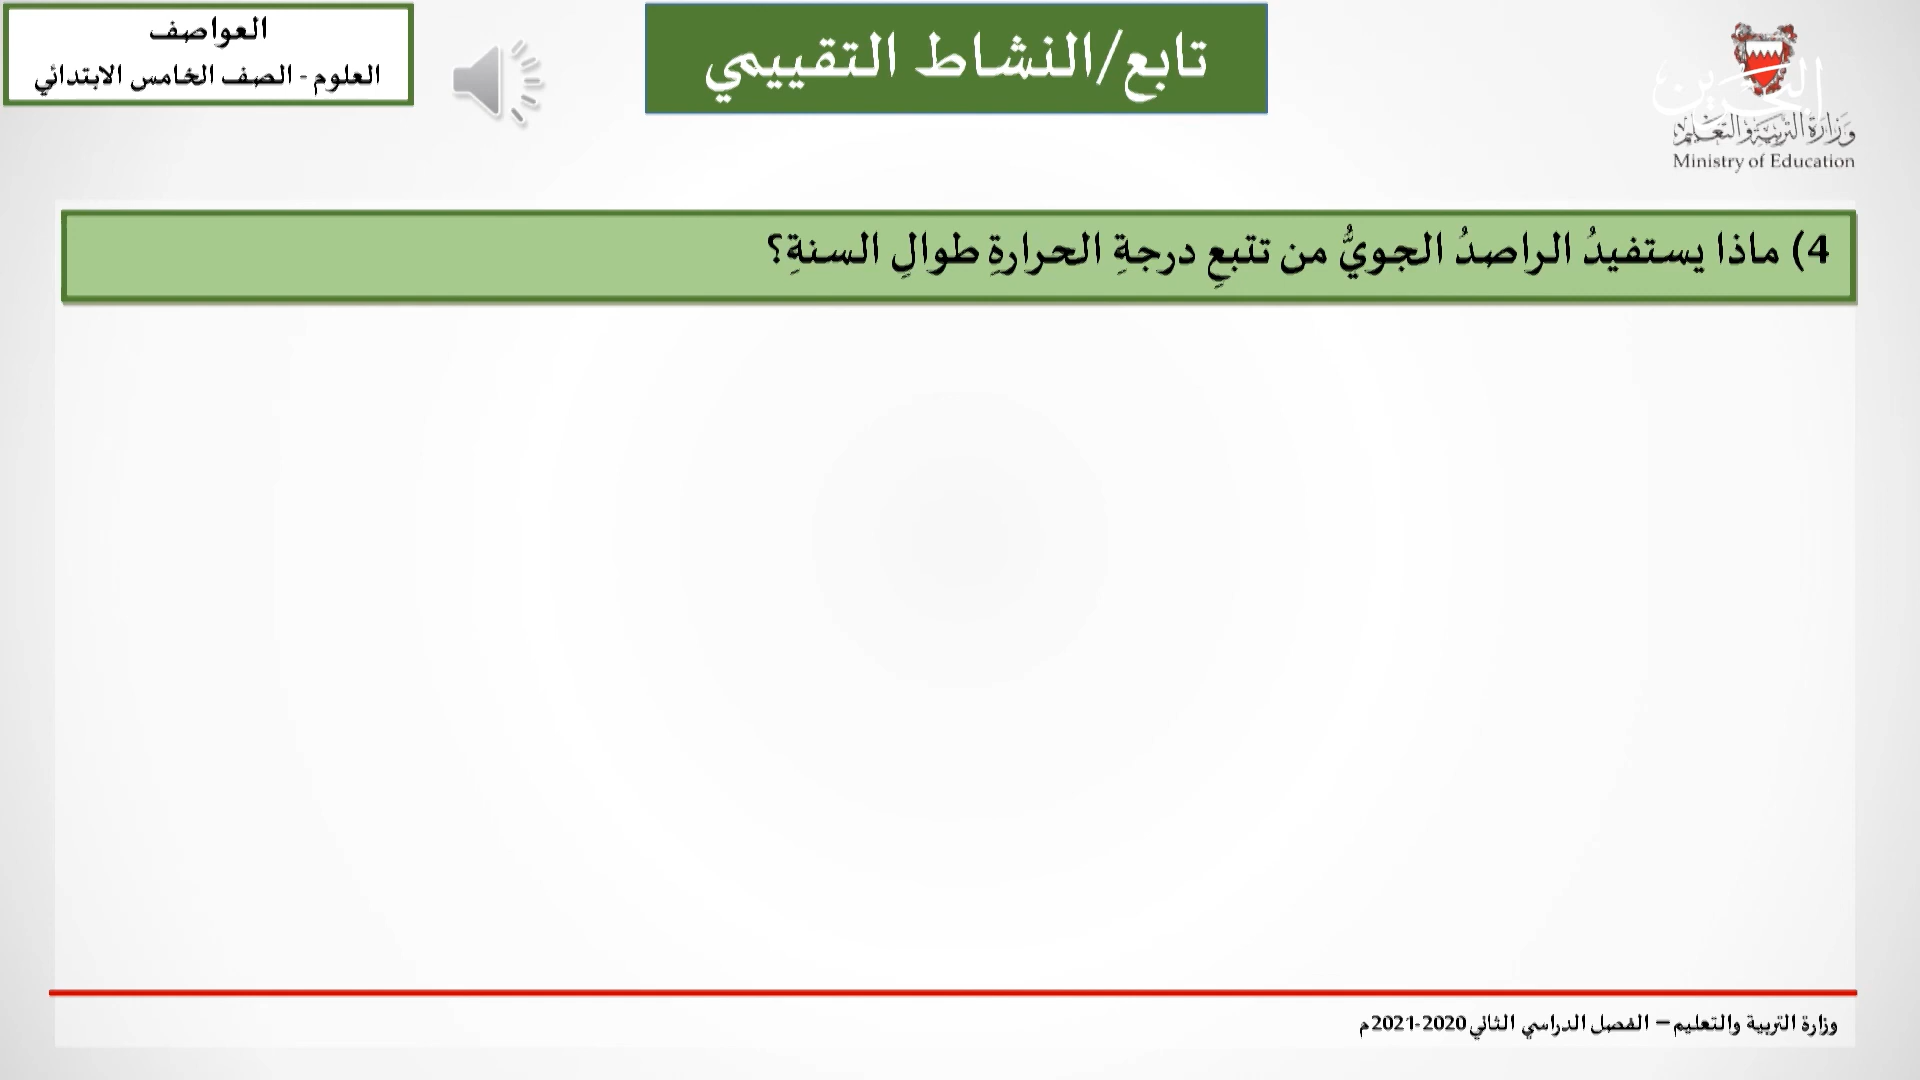 العواصف
العلوم - الصف الخامس الابتدائي
تابع/النشاط التقييمي
البحرين
وزارة التربية والتعليم
Ministry of Education
4) ماذا يستفيدُ الراصدُ الجويُّ من تتبعِ درجةِ الحرارةِ طوالِ السنةِ؟
وزارة التربية والتعليم – الفصل الدراسي الثاني 2020-2021م